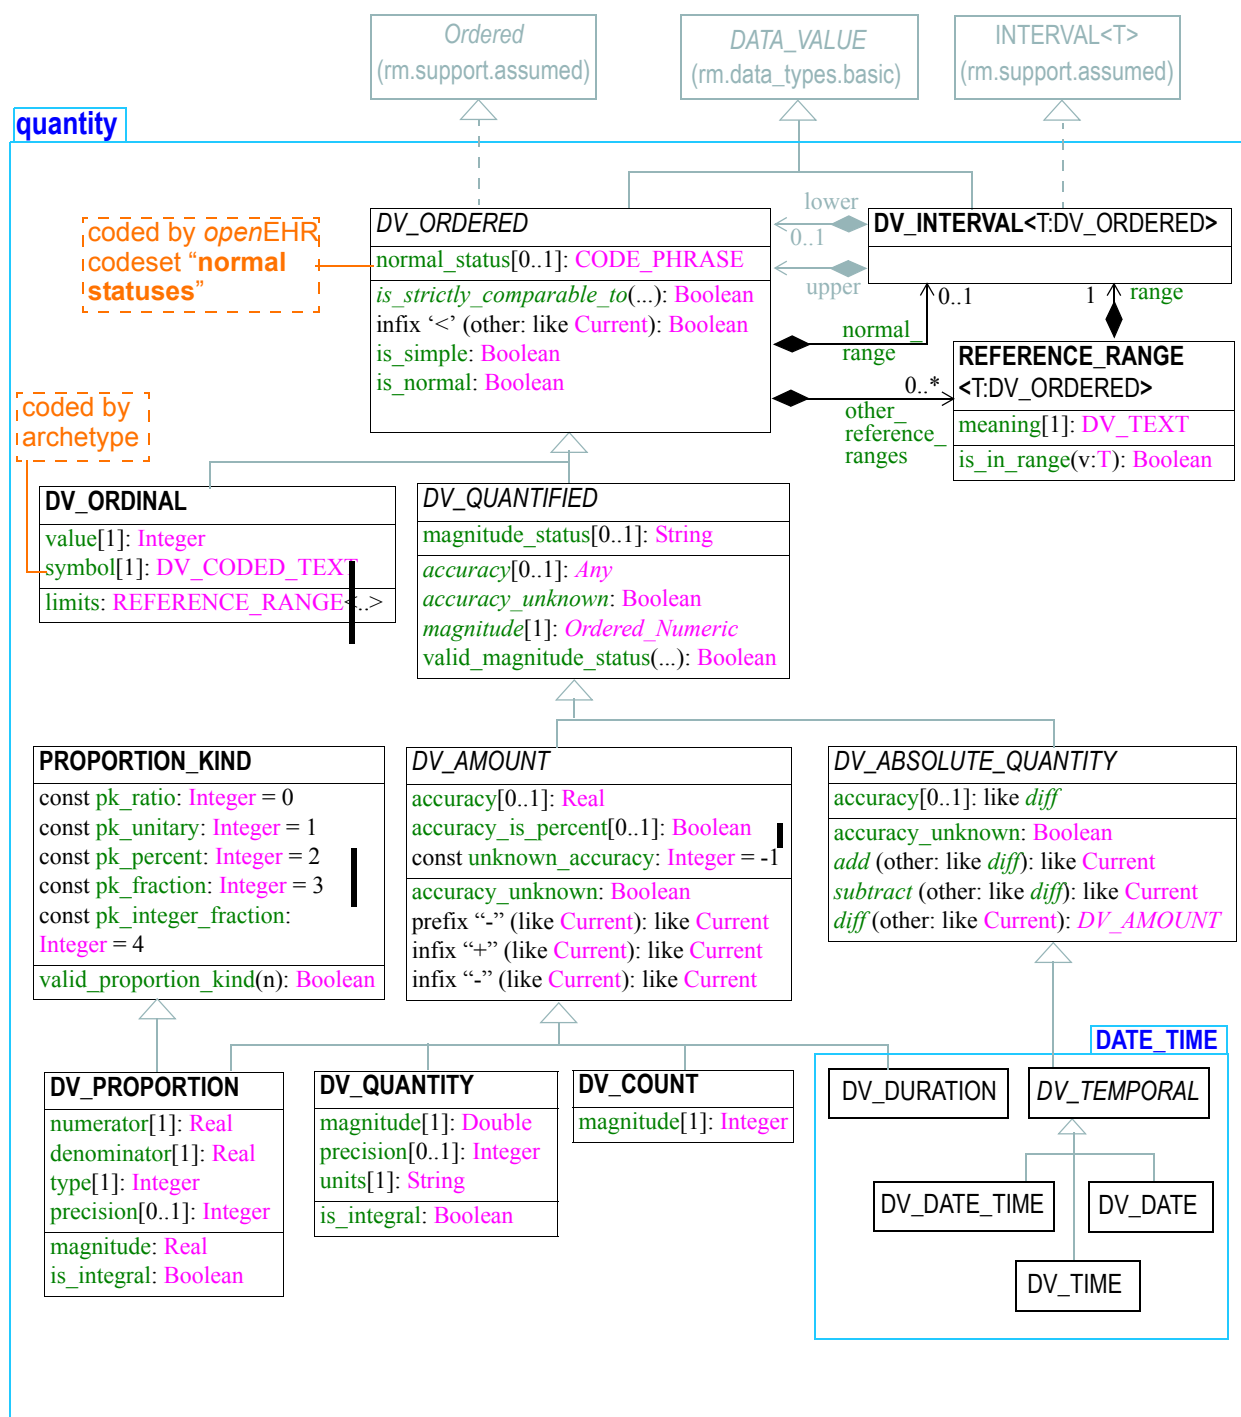 Ordered
(rm.support.assumed)
DATA_VALUE
(rm.data_types.basic)
INTERVAL<T>
(rm.support.assumed)
quantity
coded by openEHR
codeset “normal
statuses”
DV_ORDERED
normal_status[0..1]: CODE_PHRASE
is_strictly_comparable_to(...): Boolean
infix ‘<’ (other: like Current): Boolean
is_simple: Boolean
is_normal: Boolean
lower
0..1
upper
DV_INTERVAL<T:DV_ORDERED>
0..1
normal_
range
1
range
0..*
other_
reference_
ranges
REFERENCE_RANGE
<T:DV_ORDERED>
meaning[1]: DV_TEXT
is_in_range(v:T): Boolean
coded by
archetype
DV_ORDINAL
value[1]: Integer
symbol[1]: DV_CODED_TEXT
limits: REFERENCE_RANGE<..>
DV_QUANTIFIED
magnitude_status[0..1]: String
accuracy[0..1]: Any
accuracy_unknown: Boolean
magnitude[1]: Ordered_Numeric
valid_magnitude_status(...): Boolean
PROPORTION_KIND
const pk_ratio: Integer = 0
const pk_unitary: Integer = 1
const pk_percent: Integer = 2
const pk_fraction: Integer = 3
const pk_integer_fraction:
Integer = 4
valid_proportion_kind(n): Boolean
DV_AMOUNT
accuracy[0..1]: Real
accuracy_is_percent[0..1]: Boolean
const unknown_accuracy: Integer = -1
accuracy_unknown: Boolean
prefix “-” (like Current): like Current
infix “+” (like Current): like Current
infix “-” (like Current): like Current
DV_ABSOLUTE_QUANTITY
accuracy[0..1]: like diff
accuracy_unknown: Boolean
add (other: like diff): like Current
subtract (other: like diff): like Current
diff (other: like Current): DV_AMOUNT
DV_PROPORTION
numerator[1]: Real
denominator[1]: Real
type[1]: Integer
precision[0..1]: Integer
magnitude: Real
is_integral: Boolean
DV_QUANTITY
magnitude[1]: Double
precision[0..1]: Integer
units[1]: String
is_integral: Boolean
DV_COUNT
magnitude[1]: Integer
DATE_TIME
DV_DURATION
DV_TEMPORAL
DV_DATE_TIME
DV_DATE
DV_TIME